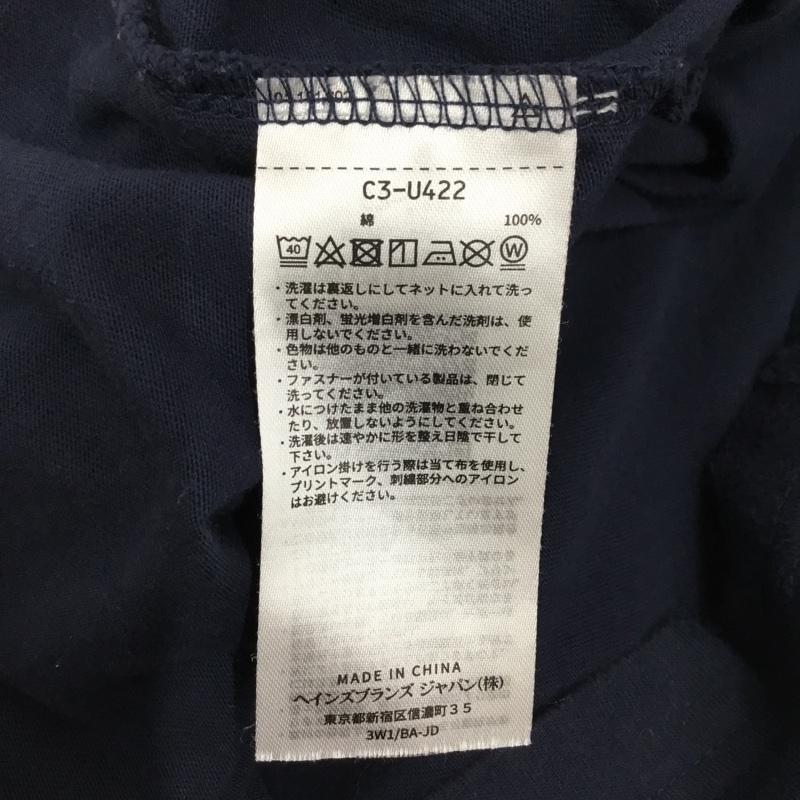 C3-U422
綿 100%
40
W
・洗濯は裏返しにしてネットに入れて洗っ
てください。
・漂白剤、蛍光増白剤を含んだ洗剤は、使
用しないでください。
・色物は他のものと一緒に洗わないでくだ
さい。
・ファスナーが付いている製品は、閉じて
洗ってください。
・水につけたまま他の洗濯物と重ね合わせ
たり、放置しないようにしてください。
・洗濯後は速やかに形を整え日陰で干して
下さい。
・アイロン掛けを行う際は当て布を使用し、
プリントマーク、刺繍部分へのアイロン
はお避けください。
MADE IN CHINA
ヘインズブランズ ジャパン(株)
東京都新宿区信濃町35
3W1/BA-JD